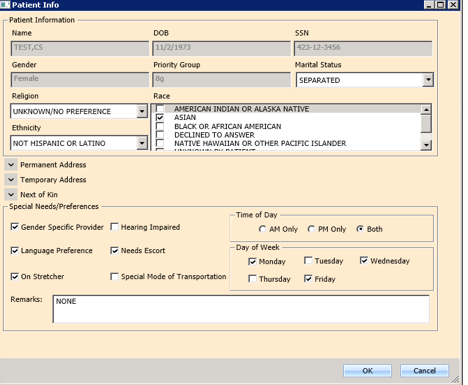 Patient Info
Patient Information
Name DOB SSN
TEST,CS 11/2/1973 423-12-3456
Gender Priority Group Marital Status
Female 8g SEPARATED
Religion Race
UNKNOWN/NO PREFERENCE AMERICAN INDIAN OR ALASKA NATIVE
ASIAN
Ethnicity BLACK OR AFRICAN AMERICAN
DECLINED TO ANSWER
NOT HISPANIC OR LATINO NATIVE HAWAIIAN OR OTHER PACIFIC ISLANDER
UNKNOWN BY PATIENT
Permanent Address
Temporary Address
Next of Kin
Special Needs/Preferences
Time of Day
Gender Specific Provider Hearing Impaired AM Only PM Only Both
Day of Week
Language Preference Needs Escort Monday Tuesday Wednesday
On Stretcher Special Mode of Transportation Thursday Friday
Remarks: NONE
OK Cancel